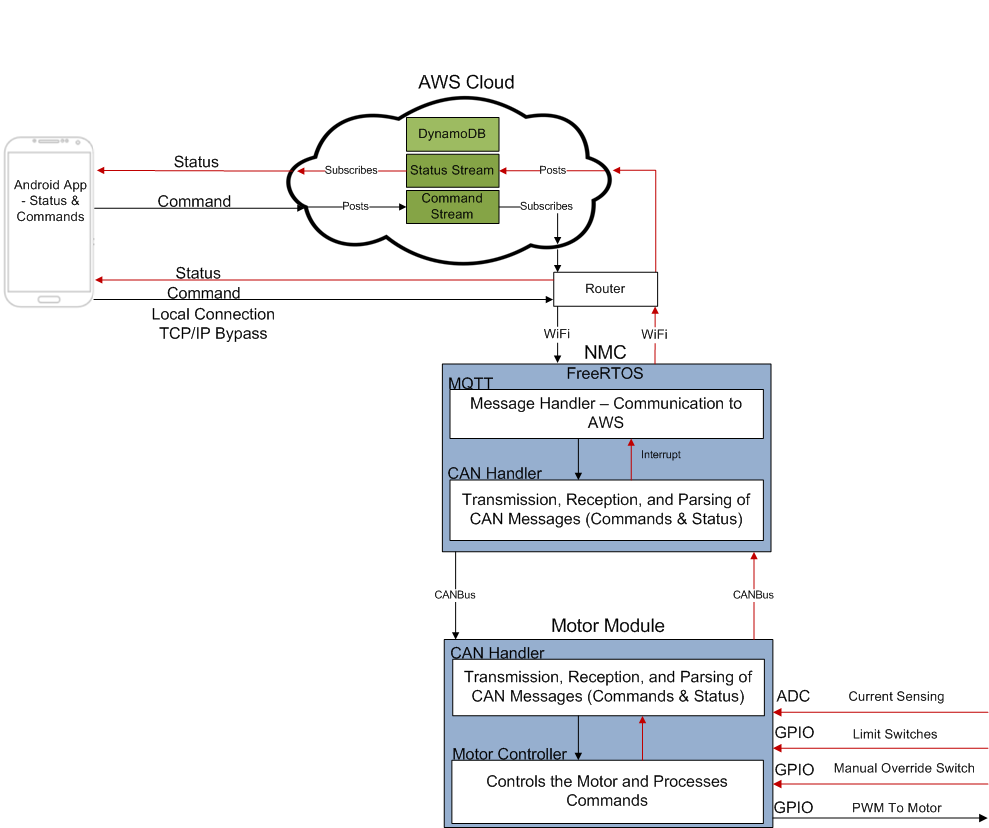 AWS Cloud
DynamoDB
Status
Subscribes
Status Stream
Posts
Android App
- Status &
Commands
Command
Posts
Command
Stream
Subscribes
Status
Command
Router
Local Connection
TCP/IP Bypass
WiFi
WiFi
NMC
FreeRTOS
MQTT
Message Handler – Communication to
AWS
Interrupt
CAN Handler
Transmission, Reception, and Parsing of
CAN Messages (Commands & Status)
CANBus
CANBus
Motor Module
CAN Handler
Transmission, Reception, and Parsing of
CAN Messages (Commands & Status)
ADC
Current Sensing
GPIO
Limit Switches
Motor Controller
GPIO
Manual Override Switch
Controls the Motor and Processes
Commands
GPIO
PWM To Motor